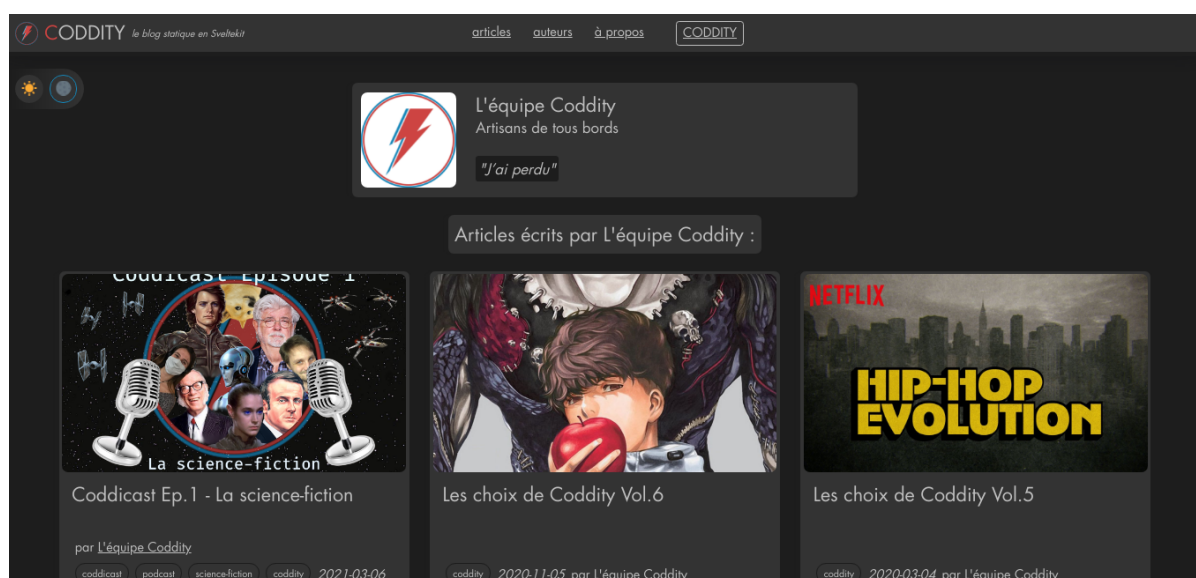 CODDITY le blog statique en Sveltekit
articles auteurs à propos CODDITY
L'équipe Coddity
Artisans de tous bords
"J'ai perdu"
Articles écrits par L'équipe Coddity :
Coddicast Episode 1
La science-fiction
NETFLIX
HIP-HOP
EVOLUTION
Coddicast Ep.1 - La science-fiction
Les choix de Coddity Vol.6
Les choix de Coddity Vol.5
par L'équipe Coddity
coddicast podcast science-fiction coddity 2021-03-06
coddity 2020-11-05 par L'équipe Coddity
coddity 2020-03-04 par L'équipe Coddity